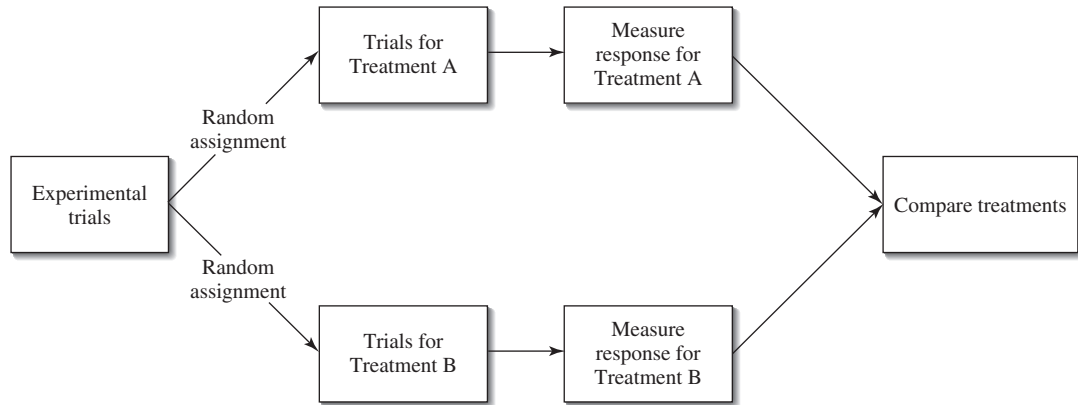 Trials for
Treatment A
Measure
response for
Treatment A
Random
assignment
Experimental
trials
Compare treatments
Random
assignment
Trials for
Treatment B
Measure
response for
Treatment B